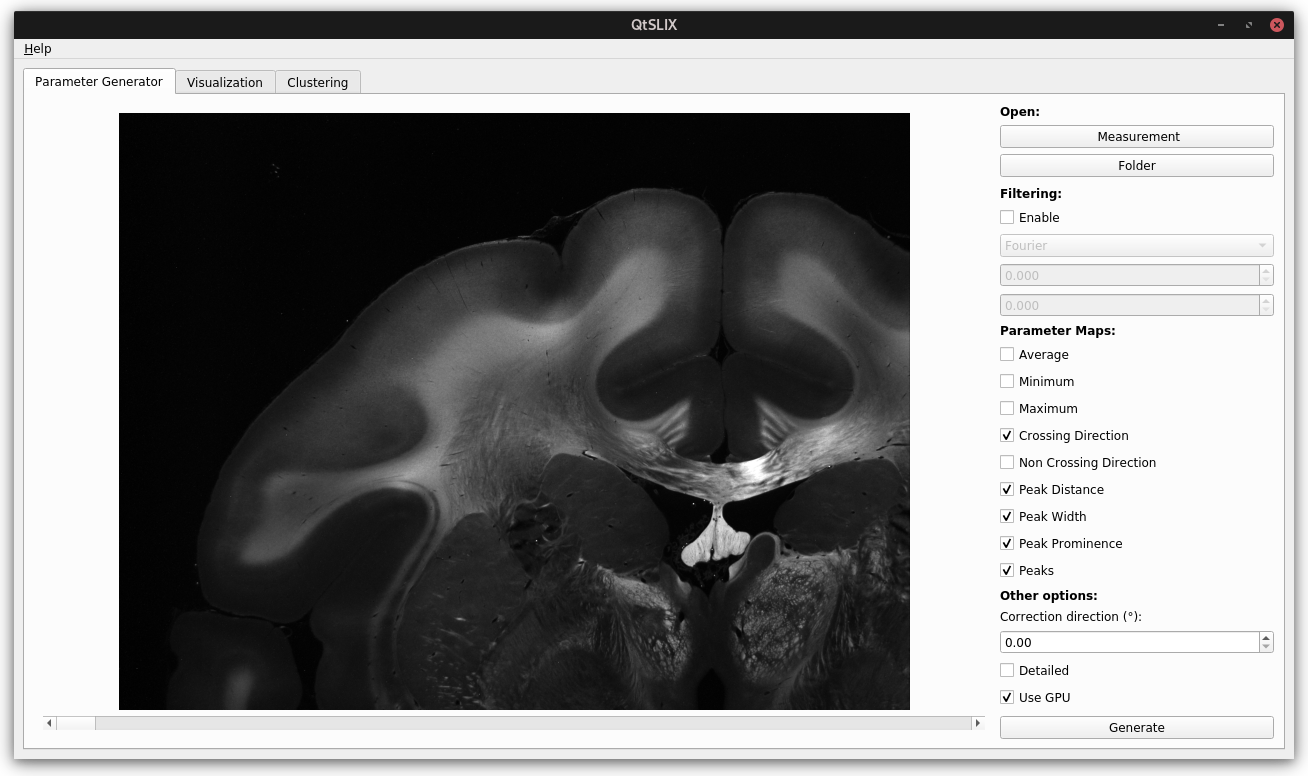 QtSLIX
Help
Parameter Generator
Visualization
Clustering
Open:
Measurement
Folder
Filtering:
Enable
Fourier
0.000
0.000
Parameter Maps:
Average
Minimum
Maximum
Crossing Direction
Non Crossing Direction
Peak Distance
Peak Width
Peak Prominence
Peaks
Other options:
Correction direction (°):
0.00
Detailed
Use GPU
Generate